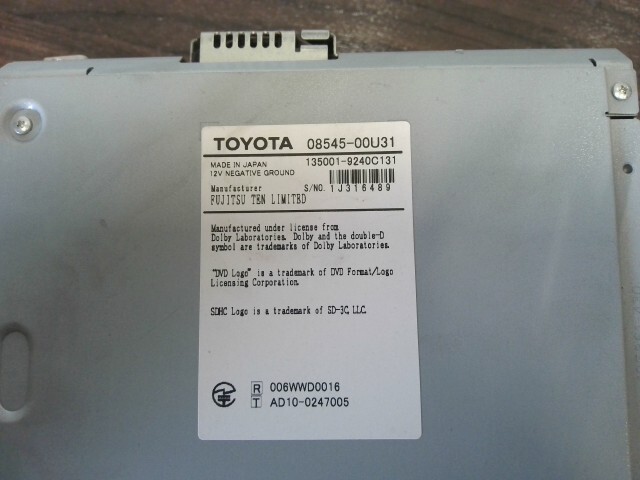 TOYOTA 08545-00U31
MADE IN JAPAN 135001-9240C131
12V NEGATIVE GROUND
Manufacturer S/NO. 1J316489
FUJITSU TEN LIMITED
Manufactured under license from
Dolby Laboratories. Dolby and the double-D
symbol are trademarks of Dolby Laboratories.
"DVD Logo" is a trademark of DVD Format/Logo
Licensing Corporation.
SDHC Logo is a trademark of SD-3C, LLC.
R 006WWD0016
T AD10-0247005